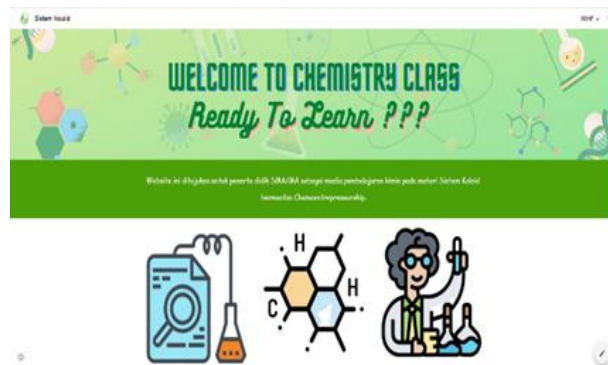 Sistem Koloid
WELCOME TO CHEMISTRY CLASS
Ready To Learn ???
Website ini ditujukan untuk peserta didik SMA/MA sebagai media pembelajaran kimia pada materi Sistem Koloid
bermuatan Chemoentrepreneurship.
H
C
H